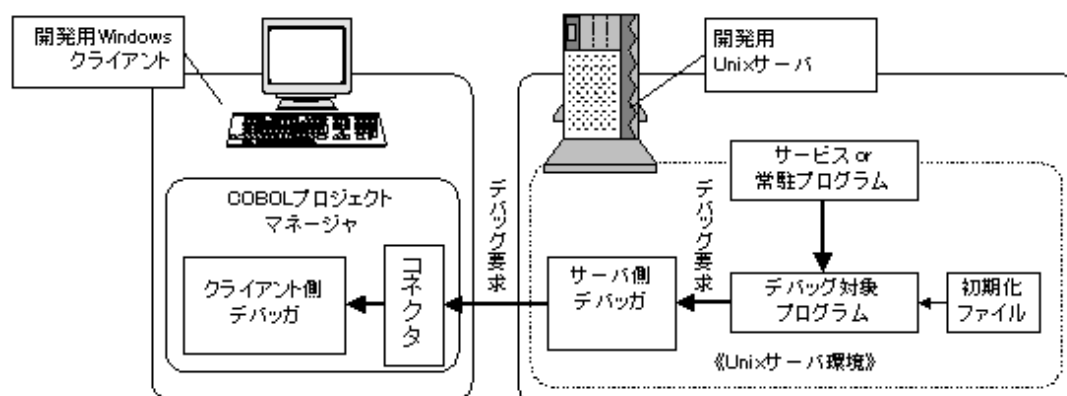 開発用Windows
クライアント
開発用
Unixサーバ
サービス or
常駐プログラム
COBOLプロジェクト
マネージャ
デバッグ要求
デバッグ要求
クライアント側
デバッガ
コネクタ
サーバ側
デバッガ
デバッグ対象
プログラム
初期化
ファイル
《Unixサーバ環境》